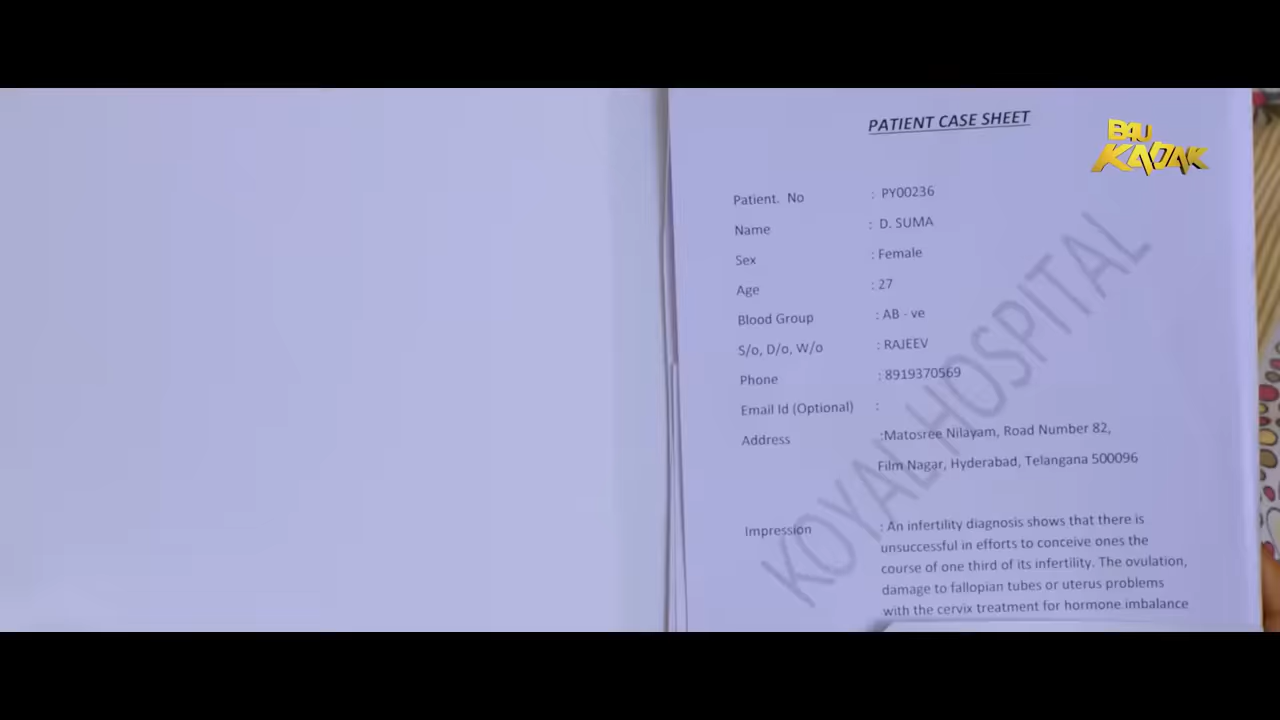 PATIENT CASE SHEET
B4U
KADAK
Patient. No : PY00236
Name : D. SUMA
Sex : Female
Age : 27
Blood Group : AB - ve
S/o, D/o, W/o : RAJEEV
Phone : 8919370569
Email Id (Optional) :
Address :Matosree Nilayam, Road Number 82,
Film Nagar, Hyderabad, Telangana 500096
KOYAL HOSPITAL
Impression : An infertility diagnosis shows that there is
unsuccessful in efforts to conceive ones the
course of one third of its infertility. The ovulation,
damage to fallopian tubes or uterus problems
with the cervix treatment for hormone imbalance